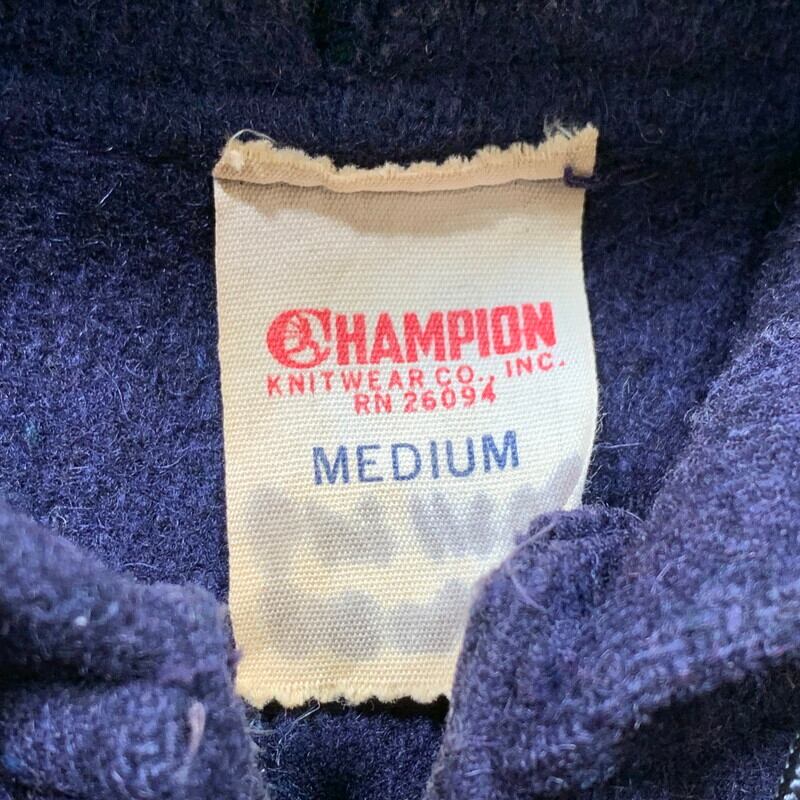 CHAMPION
KNITWEAR CO., INC.
RN 26094
MEDIUM